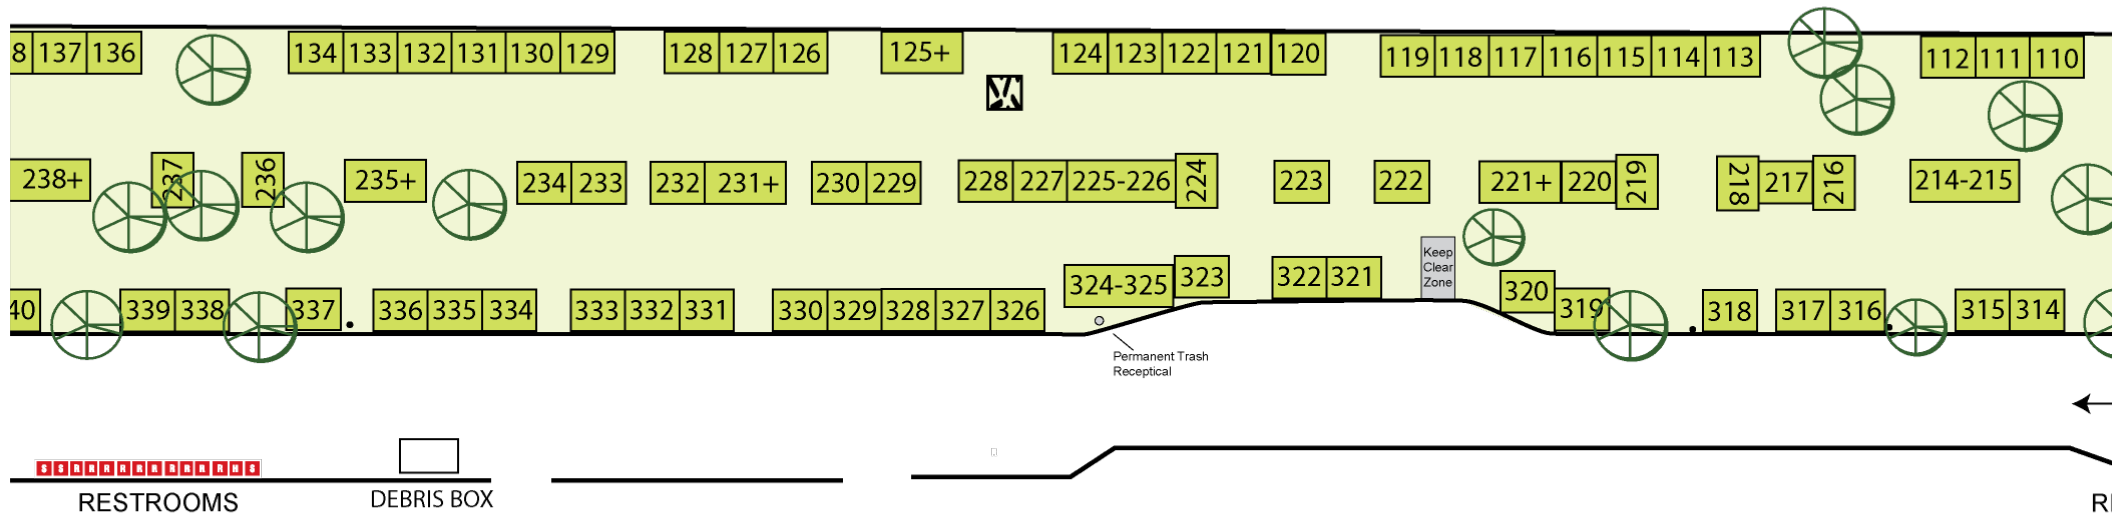 8 137 136 134 133 132 131 130 129 128 127 126 125+ 124 123 122 121 120 119 118 117 116 115 114 113 112 111 110
238+ 237 236 235+ 234 233 232 231+ 230 229 228 227 225-226 224 223 222 221+ 220 219 218 217 216 214-215
Keep
Clear
Zone
40 339 338 337 336 335 334 333 332 331 330 329 328 327 326 324-325 323 322 321 320 319 318 317 316 315 314
Permanent Trash
Receptical
S S R R R R R R R R R R H S
RESTROOMS
DEBRIS BOX